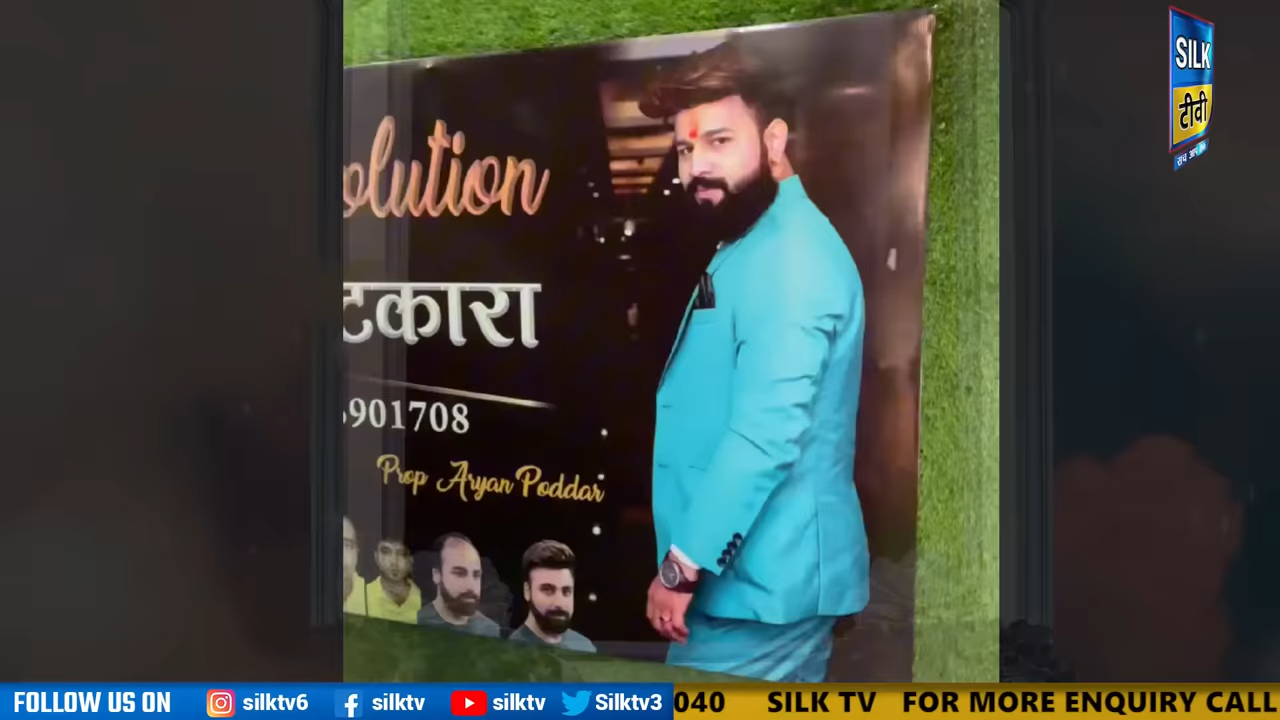 SILK
टीवी
olution
टकारा
901708
Prop Aryan Poddar
FOLLOW US ON silktv6 silktv silktv Silktv3 040 SILK TV FOR MORE ENQUIRY CALL